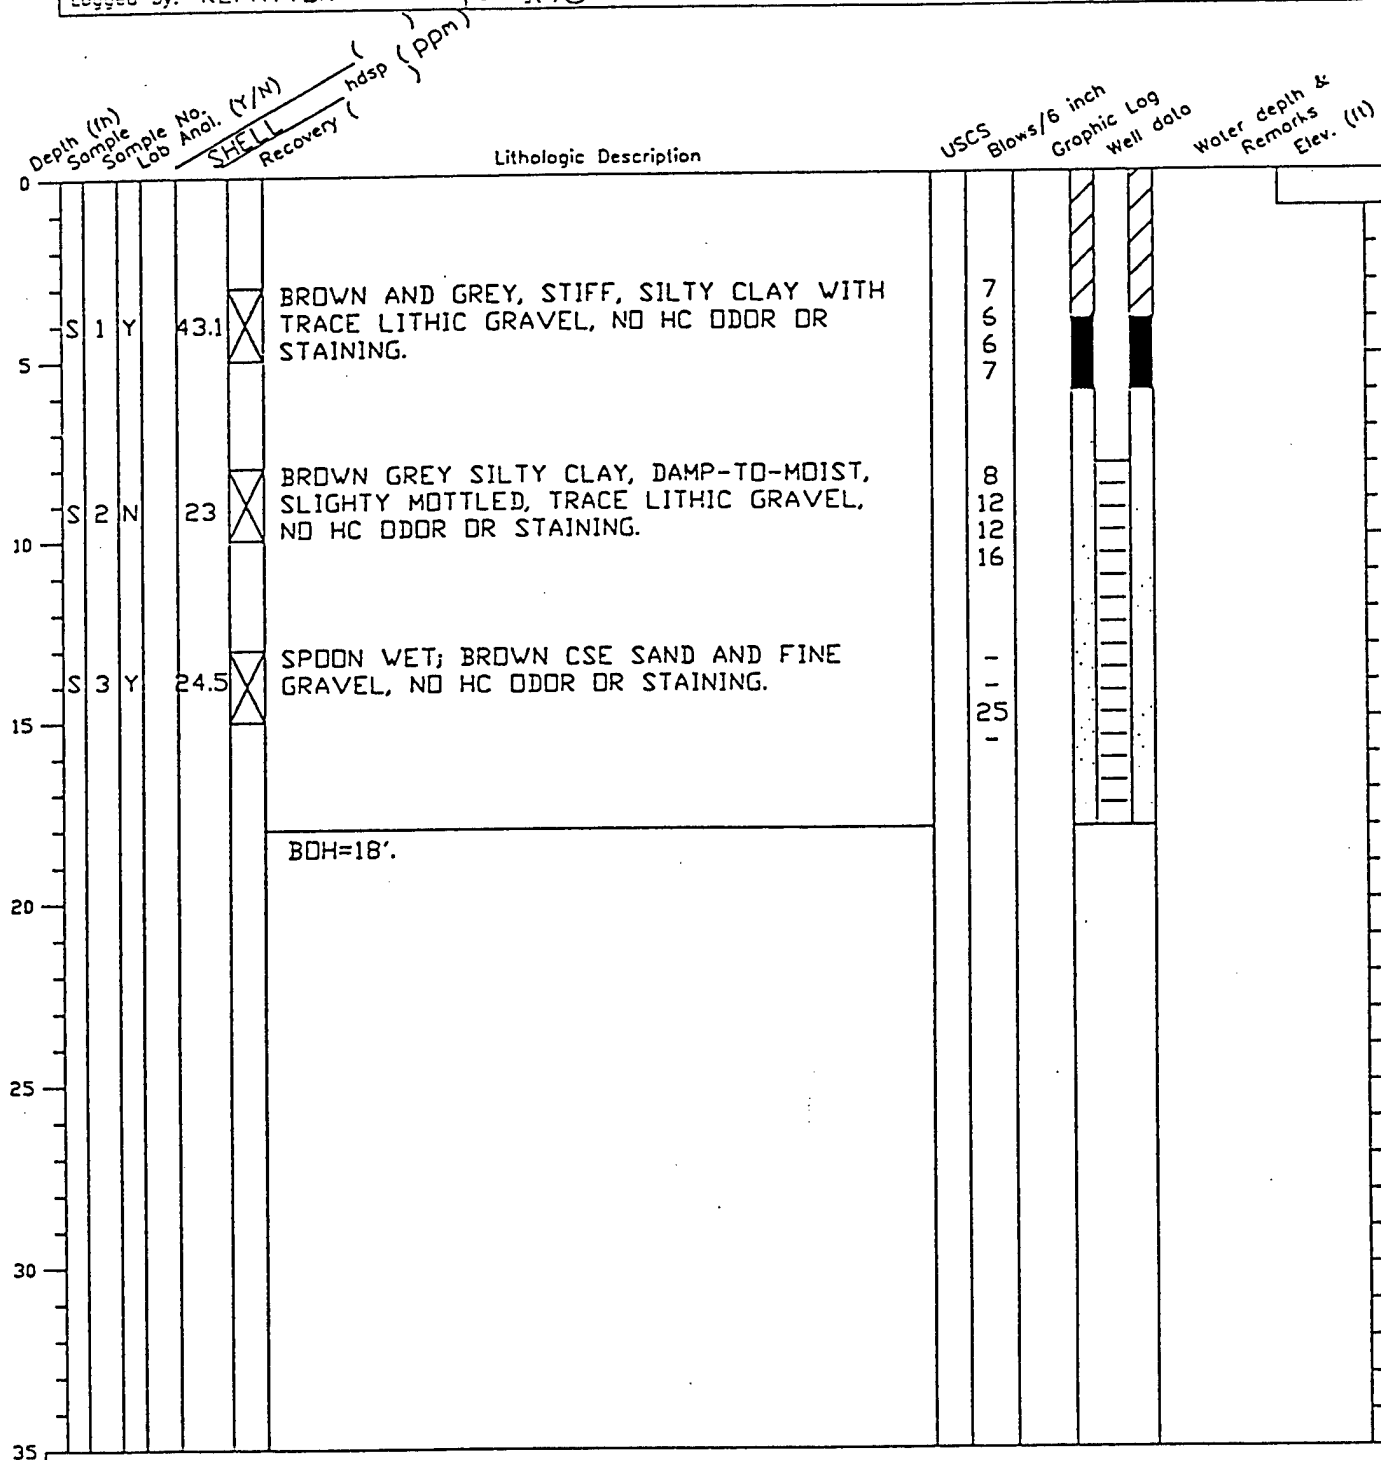 Logged by:
( )
hdsp (ppm)
( )
Depth (ft)
Sample
Sample No.
Lab Anal. (Y/N)
SHELL
Recovery (
Lithologic Description
USCS
Blows/6 inch
Graphic Log
Well data
Water depth &
Remarks
Elev. (ft)
0
BROWN AND GREY, STIFF, SILTY CLAY WITH
TRACE LITHIC GRAVEL, NO HC ODOR OR
STAINING.
S 1 Y 43.1
7
6
6
7
5
BROWN GREY SILTY CLAY, DAMP-TO-MOIST,
SLIGHTY MOTTLED, TRACE LITHIC GRAVEL,
NO HC ODOR OR STAINING.
S 2 N 23
8
12
12
16
10
SPOON WET; BROWN CSE SAND AND FINE
GRAVEL, NO HC ODOR OR STAINING.
S 3 Y 24.5
-
-
25
-
15
BOH=18'.
20
25
30
35